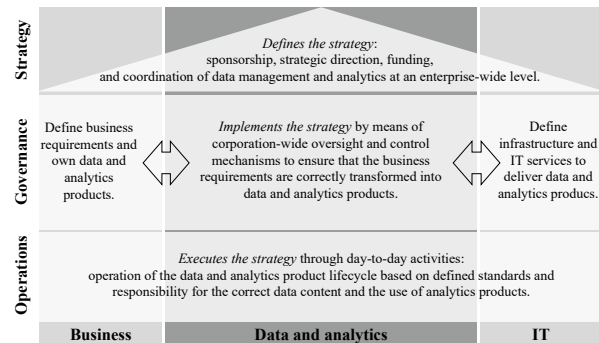 Strategy
Defines the strategy:
sponsorship, strategic direction, funding,
and coordination of data management and analytics at an enterprise-wide level.
Governance
Define business
requirements and
own data and
analytics
products.
Implements the strategy by means of
corporation-wide oversight and control
mechanisms to ensure that the business
requirements are correctly transformed into
data and analytics products.
Define
infrastructure and
IT services to
deliver data and
analytics producs.
Operations
Executes the strategy through day-to-day activities:
operation of the data and analytics product lifecycle based on defined standards and
responsibility for the correct data content and the use of analytics products.
Business
Data and analytics
IT